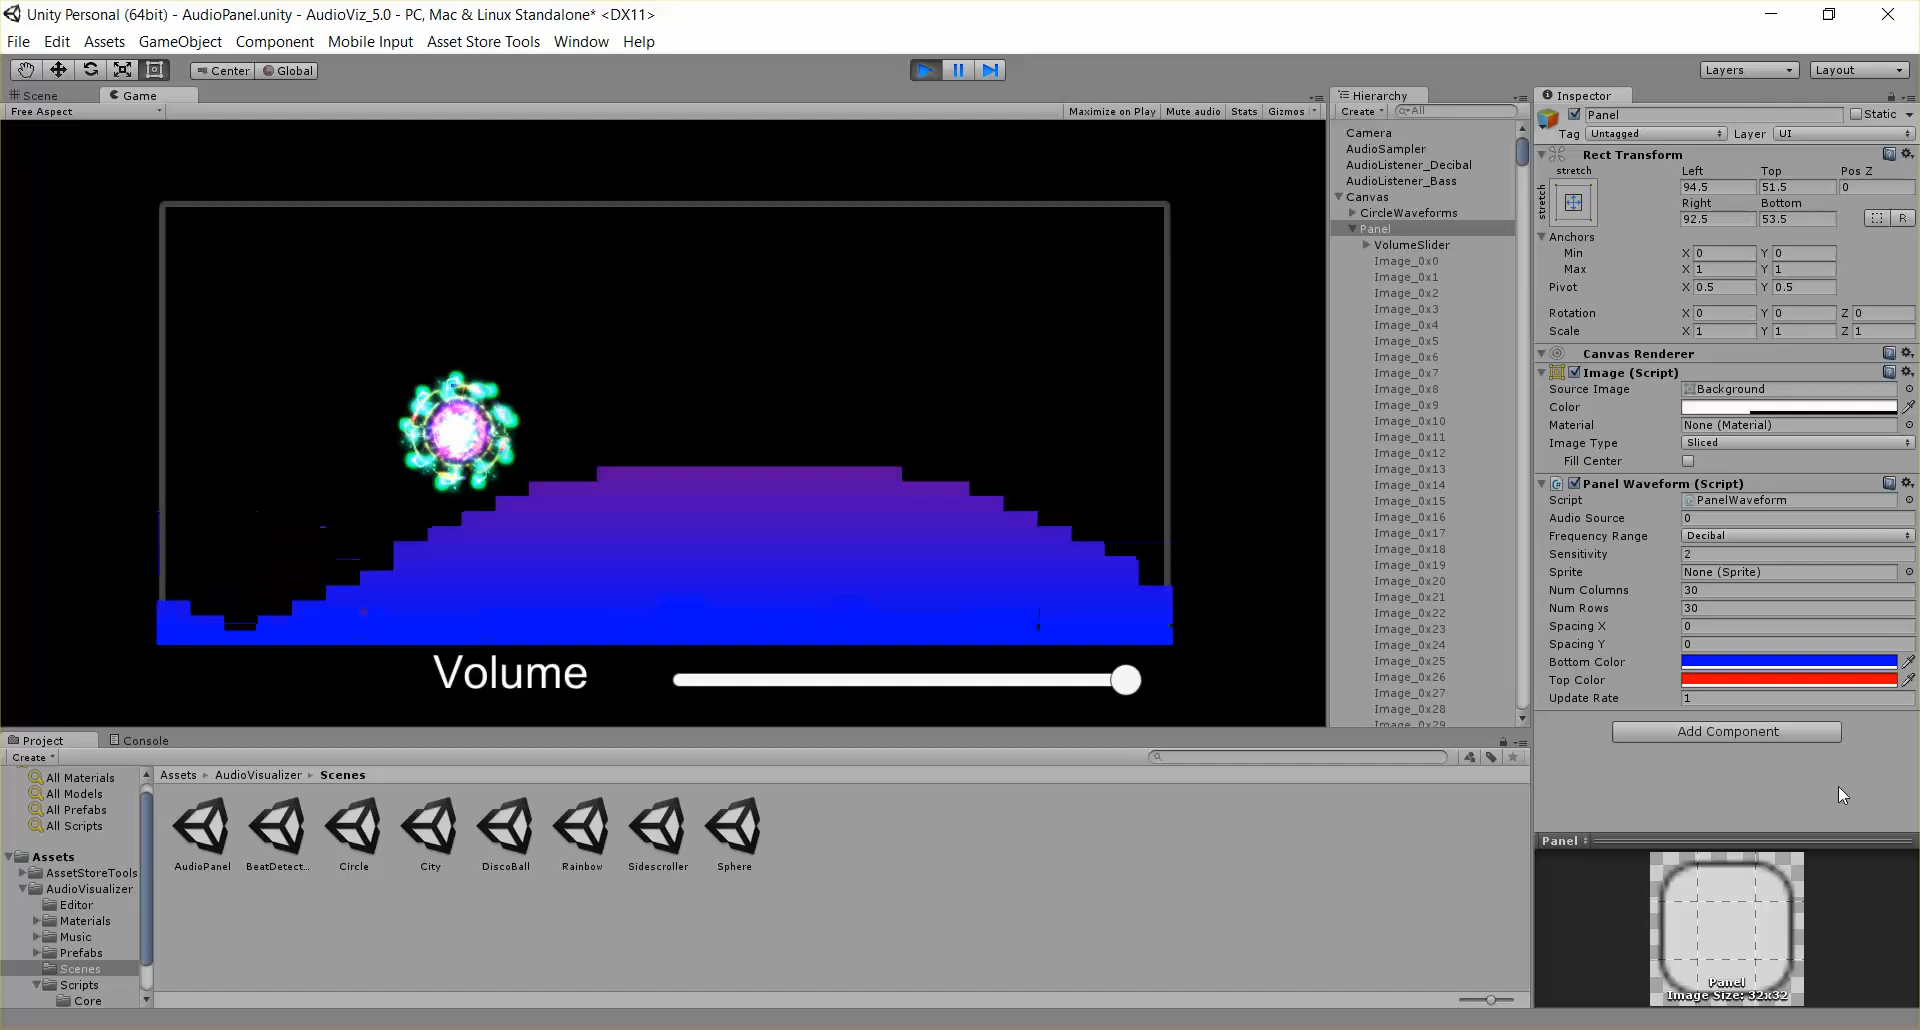 Unity Personal (64bit) - AudioPanel.unity - AudioViz_5.0 - PC, Mac & Linux Standalone* <DX11>
File Edit Assets GameObject Component Mobile Input Asset Store Tools Window Help
Center Global
Layers Layout
Scene Game
Free Aspect
Maximize on Play Mute audio Stats Gizmos
Volume
Hierarchy
Create All
Camera
AudioSampler
AudioListener_Decibal
AudioListener_Bass
Canvas
CircleWaveforms
Panel
VolumeSlider
Image_0x0
Image_0x1
Image_0x2
Image_0x3
Image_0x4
Image_0x5
Image_0x6
Image_0x7
Image_0x8
Image_0x9
Image_0x10
Image_0x11
Image_0x12
Image_0x13
Image_0x14
Image_0x15
Image_0x16
Image_0x17
Image_0x18
Image_0x19
Image_0x20
Image_0x21
Image_0x22
Image_0x23
Image_0x24
Image_0x25
Image_0x26
Image_0x27
Image_0x28
Image_0x29
Inspector
Panel Static
Tag Untagged Layer UI
Rect Transform
stretch Left Top Pos Z
stretch 94.5 51.5 0
Right Bottom
92.5 53.5 R
Anchors
Min X 0 Y 0
Max X 1 Y 1
Pivot X 0.5 Y 0.5
Rotation X 0 Y 0 Z 0
Scale X 1 Y 1 Z 1
Canvas Renderer
Image (Script)
Source Image Background
Color
Material None (Material)
Image Type Sliced
Fill Center
Panel Waveform (Script)
Script PanelWaveform
Audio Source 0
Frequency Range Decibal
Sensitivity 2
Sprite None (Sprite)
Num Columns 30
Num Rows 30
Spacing X 0
Spacing Y 0
Bottom Color
Top Color
Update Rate 1
Add Component
Panel
Panel
Image Size: 32x32
Project Console
Create
All Materials
All Models
All Prefabs
All Scripts
Assets
AssetStoreTools
AudioVisualizer
Editor
Materials
Music
Prefabs
Scenes
Scripts
Core
Assets AudioVisualizer Scenes
AudioPanel BeatDetect... Circle City DiscoBall Rainbow Sidescroller Sphere